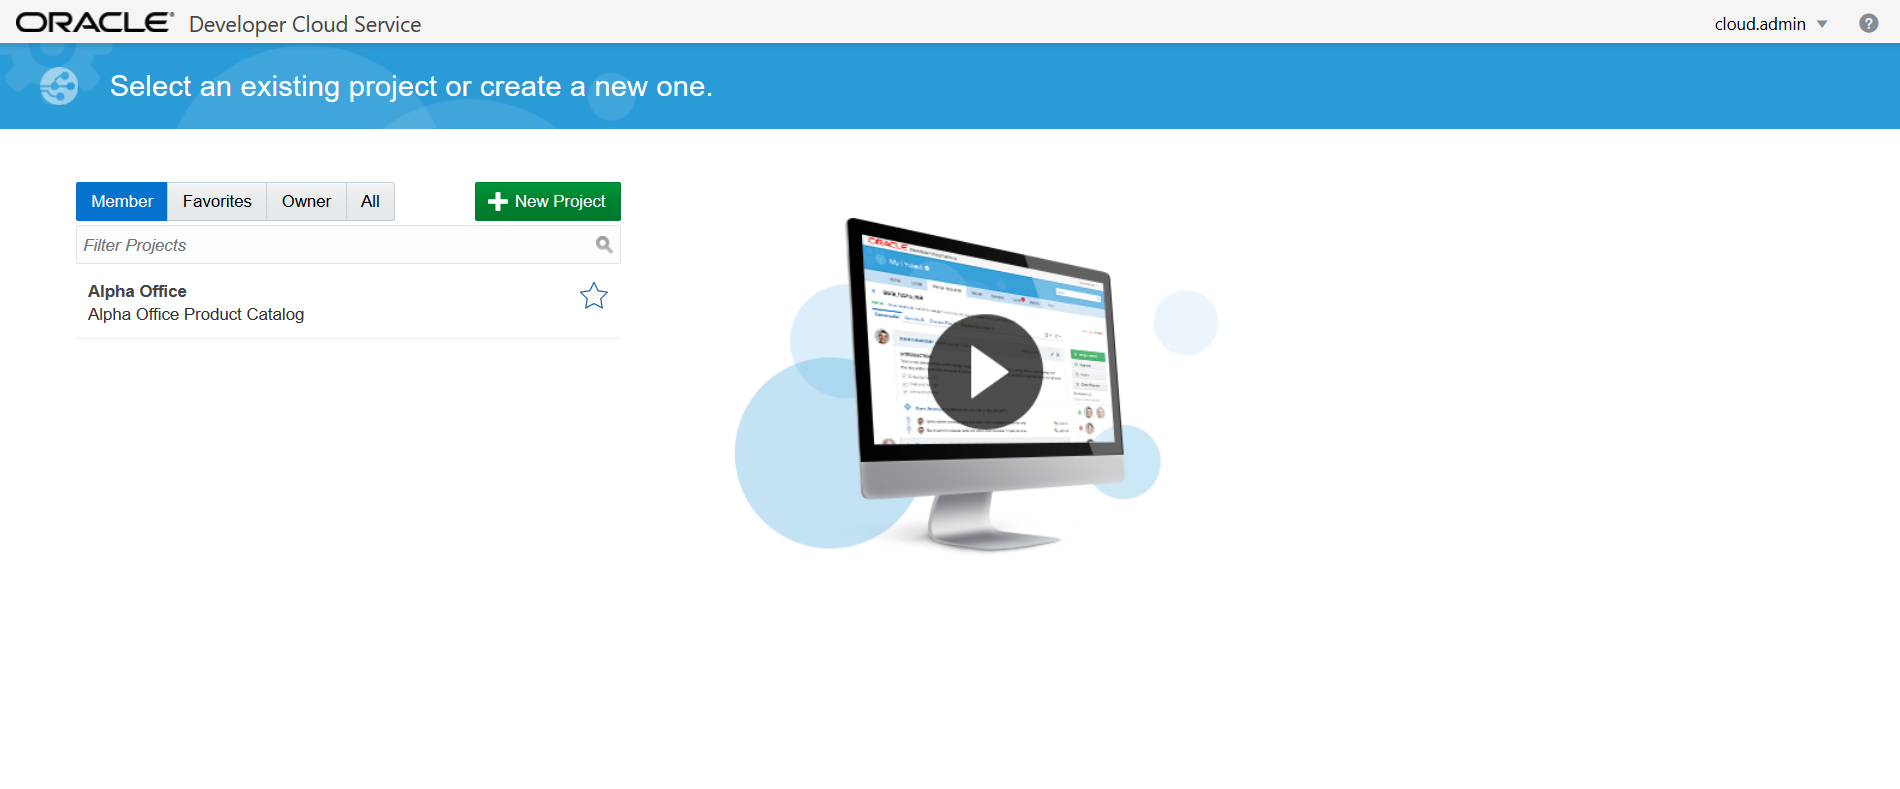 ORACLE® Developer Cloud Service
cloud.admin
?
Select an existing project or create a new one.
Member Favorites Owner All
New Project
Filter Projects
Alpha Office
Alpha Office Product Catalog
ORACLE